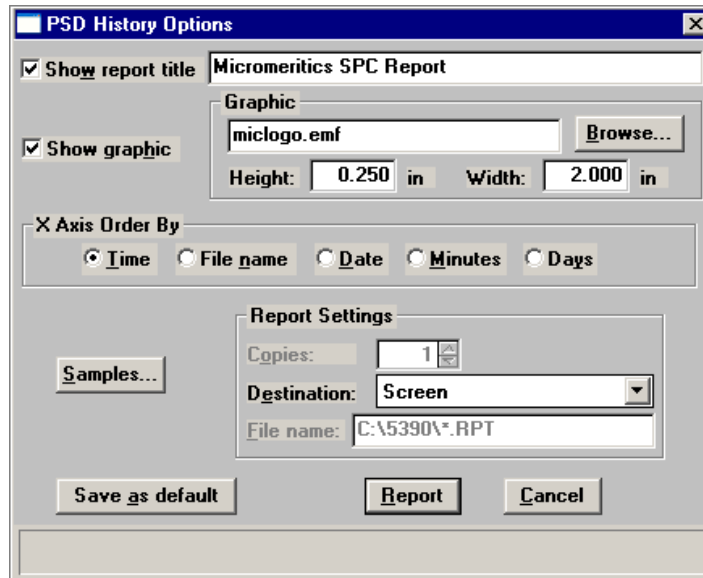 PSD History Options
Show report title Micromeritics SPC Report
Graphic
Show graphic miclogo.emf Browse...
Height: 0.250 in Width: 2.000 in
X Axis Order By
Time File name Date Minutes Days
Report Settings
Copies: 1
Samples... Destination: Screen
File name: C:\5390\*.RPT
Save as default Report Cancel